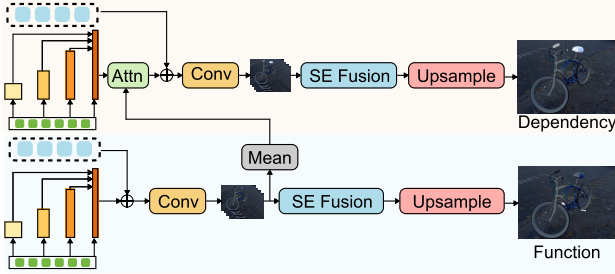 Attn
Conv
SE Fusion
Upsample
Dependency
Mean
Conv
SE Fusion
Upsample
Function